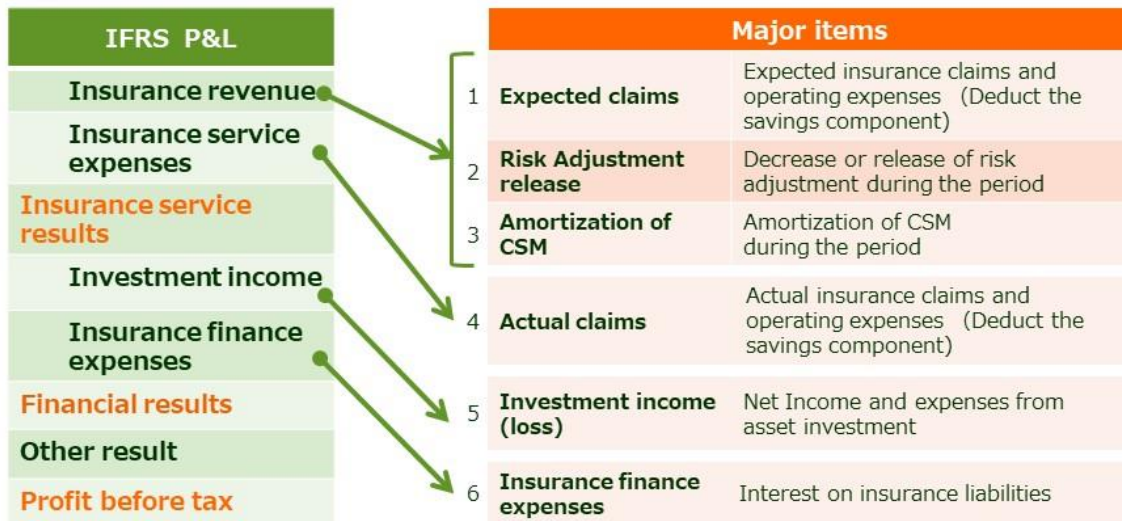 IFRS P&L
Insurance revenue
Insurance service
expenses
Insurance service
results
Investment income
Insurance finance
expenses
Financial results
Other result
Profit before tax
Major items
1 Expected claims
Expected insurance claims and
operating expenses (Deduct the
savings component)
2 Risk Adjustment
release
Decrease or release of risk
adjustment during the period
3 Amortization of
CSM
Amortization of CSM
during the period
4 Actual claims
Actual insurance claims and
operating expenses (Deduct the
savings component)
5 Investment income
(loss)
Net Income and expenses from
asset investment
6 Insurance finance
expenses
Interest on insurance liabilities